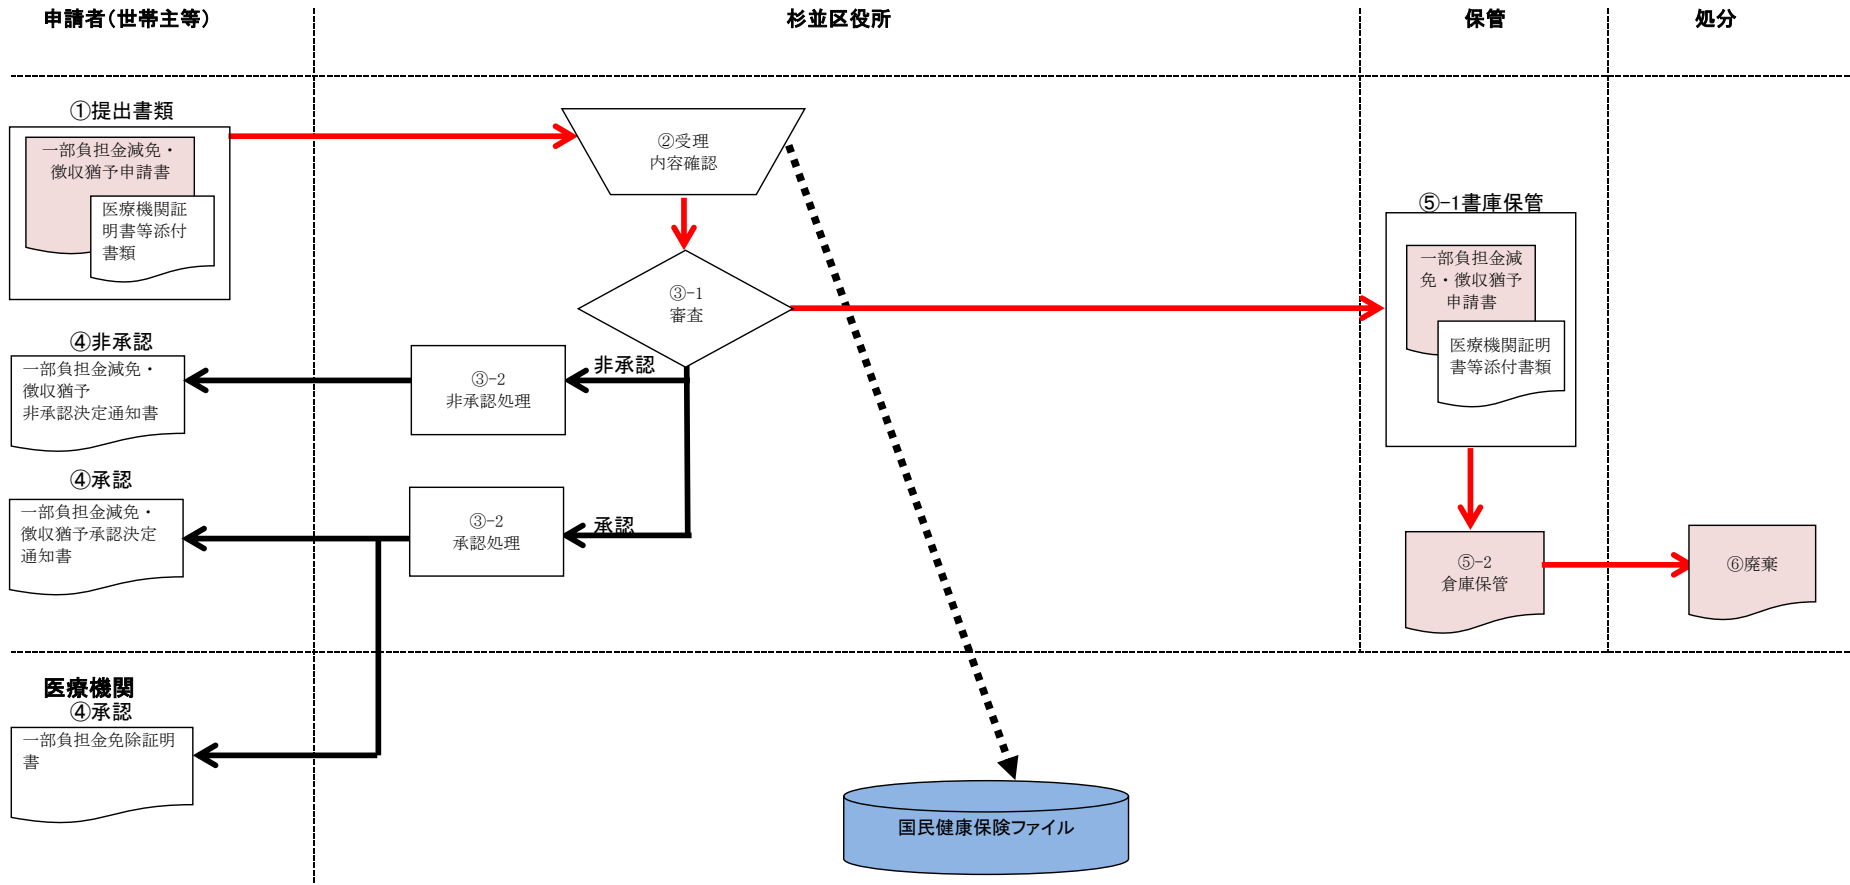 申請者(世帯主等)
杉並区役所
保管
処分
①提出書類
一部負担金減免・
徴収猶予申請書
医療機関証
明書等添付
書類
②受理
内容確認
③-1
審査
⑤-1書庫保管
一部負担金減
免・徴収猶予
申請書
医療機関証明
書等添付書類
④非承認
一部負担金減免・
徴収猶予
非承認決定通知書
③-2
非承認処理
非承認
④承認
一部負担金減免・
徴収猶予承認決定
通知書
③-2
承認処理
承認
⑤-2
倉庫保管
⑥廃棄
医療機関
④承認
一部負担金免除証明
書
国民健康保険ファイル